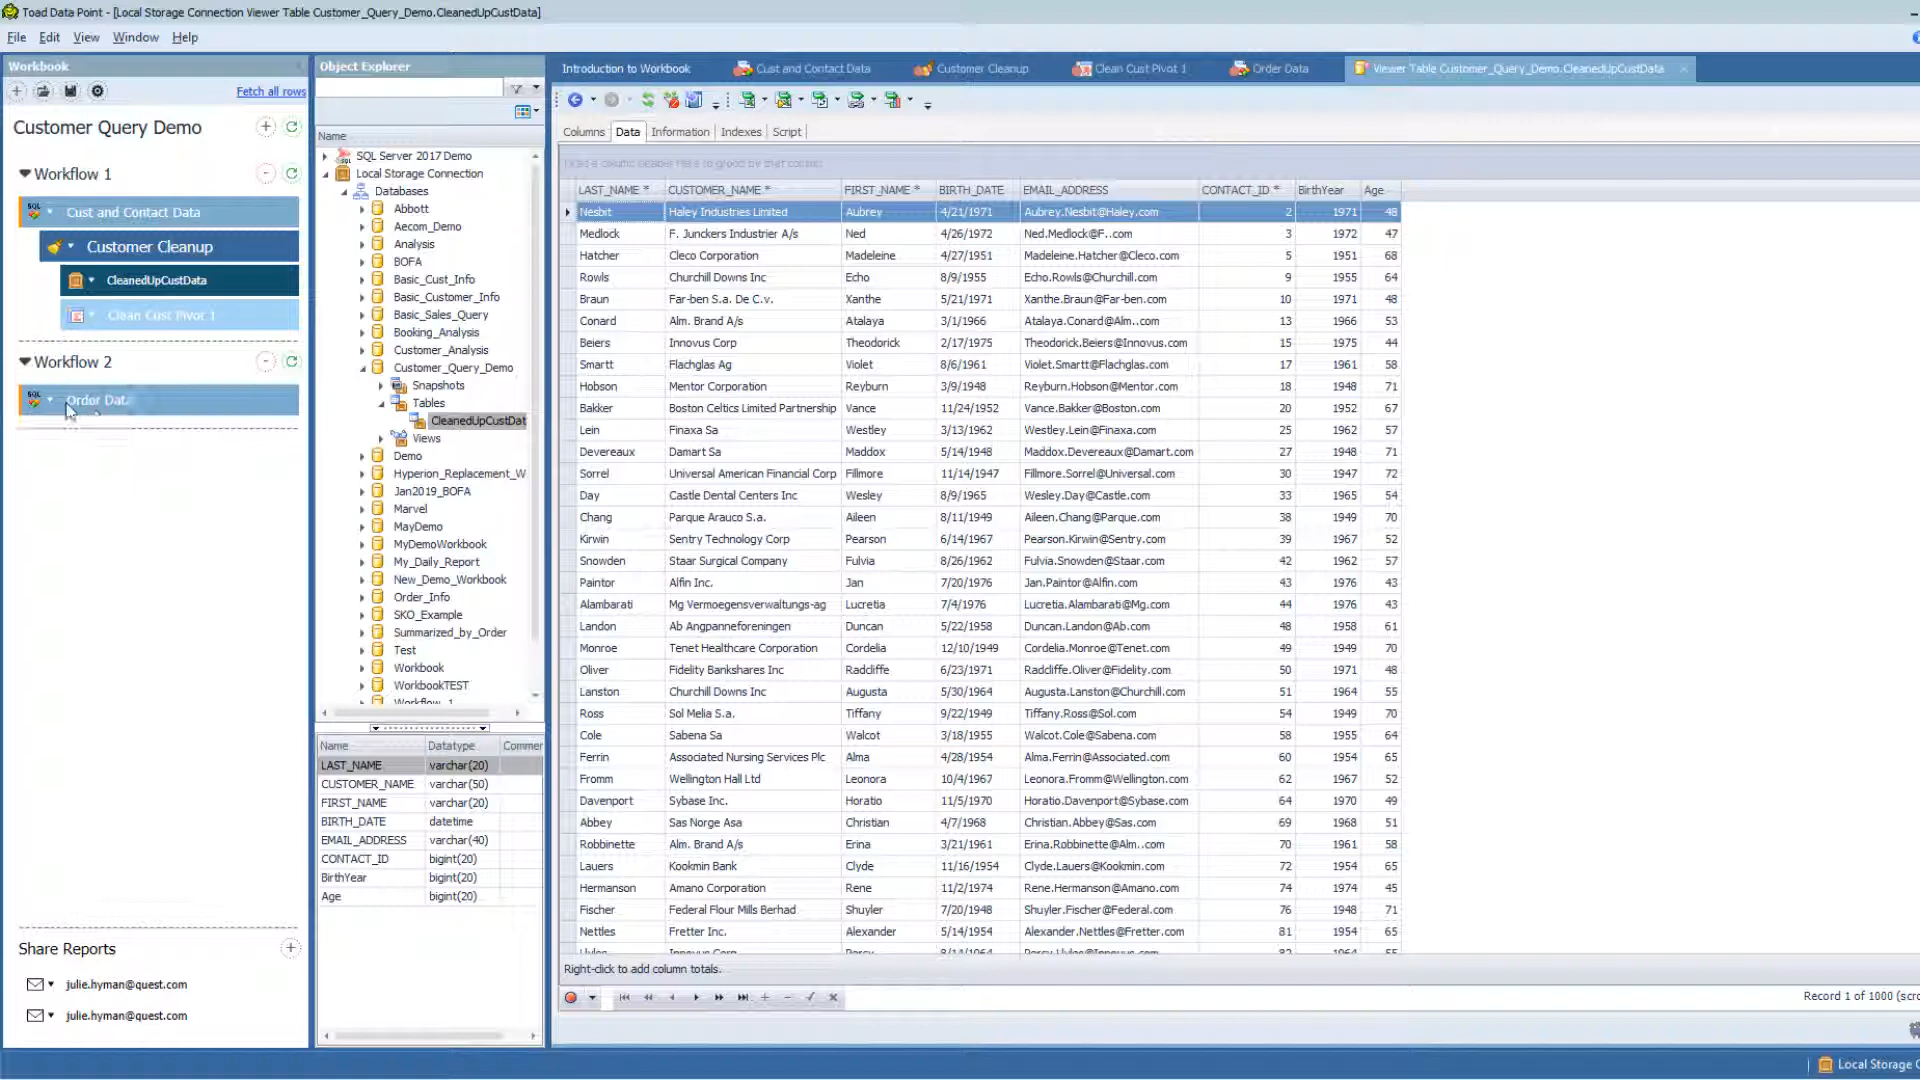 Toad Data Point - [Local Storage Connection Viewer Table Customer_Query_Demo.CleanedUpCustData]
File Edit View Window Help
Workbook
Fetch all rows
Customer Query Demo
Workflow 1
SQL Cust and Contact Data
Customer Cleanup
CleanedUpCustData
Clean Cust Pivot 1
Workflow 2
SQL Order Data
Share Reports
julie.hyman@quest.com
julie.hyman@quest.com
Object Explorer
Name
SQL Server 2017 Demo
Local Storage Connection
Databases
Abbott
Aecom_Demo
Analysis
BOFA
Basic_Cust_Info
Basic_Customer_Info
Basic_Sales_Query
Booking_Analysis
Customer_Analysis
Customer_Query_Demo
Snapshots
Tables
CleanedUpCustDat
Views
Demo
Hyperion_Replacement_W
Jan2019_BOFA
Marvel
MayDemo
MyDemoWorkbook
My_Daily_Report
New_Demo_Workbook
Order_Info
SKO_Example
Summarized_by_Order
Test
Workbook
WorkbookTEST
Workflow_1
Name Datatype Commer
LAST_NAME varchar(20)
CUSTOMER_NAME varchar(50)
FIRST_NAME varchar(20)
BIRTH_DATE datetime
EMAIL_ADDRESS varchar(40)
CONTACT_ID bigint(20)
BirthYear bigint(20)
Age bigint(20)
Introduction to Workbook Cust and Contact Data Customer Cleanup Clean Cust Pivot 1 Order Data Viewer Table Customer_Query_Demo.CleanedUpCustData
Columns Data Information Indexes Script
Drag a column header here to group by that column
LAST_NAME * CUSTOMER_NAME * FIRST_NAME * BIRTH_DATE EMAIL_ADDRESS CONTACT_ID * BirthYear Age
Nesbit Haley Industries Limited Aubrey 4/21/1971 Aubrey.Nesbit@Haley.com 2 1971 48
Medlock F. Junckers Industrier A/s Ned 4/26/1972 Ned.Medlock@F..com 3 1972 47
Hatcher Cleco Corporation Madeleine 4/27/1951 Madeleine.Hatcher@Cleco.com 5 1951 68
Rowls Churchill Downs Inc Echo 8/9/1955 Echo.Rowls@Churchill.com 9 1955 64
Braun Far-ben S.a. De C.v. Xanthe 5/21/1971 Xanthe.Braun@Far-ben.com 10 1971 48
Conard Alm. Brand A/s Atalaya 3/1/1966 Atalaya.Conard@Alm..com 13 1966 53
Beiers Innovus Corp Theodorick 2/17/1975 Theodorick.Beiers@Innovus.com 15 1975 44
Smartt Flachglas Ag Violet 8/6/1961 Violet.Smartt@Flachglas.com 17 1961 58
Hobson Mentor Corporation Reyburn 3/9/1948 Reyburn.Hobson@Mentor.com 18 1948 71
Bakker Boston Celtics Limited Partnership Vance 11/24/1952 Vance.Bakker@Boston.com 20 1952 67
Lein Finaxa Sa Westley 3/13/1962 Westley.Lein@Finaxa.com 25 1962 57
Devereaux Damart Sa Maddox 5/14/1948 Maddox.Devereaux@Damart.com 27 1948 71
Sorrel Universal American Financial Corp Fillmore 11/14/1947 Fillmore.Sorrel@Universal.com 30 1947 72
Day Castle Dental Centers Inc Wesley 8/9/1965 Wesley.Day@Castle.com 33 1965 54
Chang Parque Arauco S.a. Aileen 8/11/1949 Aileen.Chang@Parque.com 38 1949 70
Kirwin Sentry Technology Corp Pearson 6/14/1967 Pearson.Kirwin@Sentry.com 39 1967 52
Snowden Staar Surgical Company Fulvia 8/26/1962 Fulvia.Snowden@Staar.com 42 1962 57
Paintor Alfin Inc. Jan 7/20/1976 Jan.Paintor@Alfin.com 43 1976 43
Alambarati Mg Vermoegensverwaltungs-ag Lucretia 7/4/1976 Lucretia.Alambarati@Mg.com 44 1976 43
Landon Ab Angpanneforeningen Duncan 5/22/1958 Duncan.Landon@Ab.com 48 1958 61
Monroe Tenet Healthcare Corporation Cordelia 12/10/1949 Cordelia.Monroe@Tenet.com 49 1949 70
Oliver Fidelity Bankshares Inc Radcliffe 6/23/1971 Radcliffe.Oliver@Fidelity.com 50 1971 48
Lanston Churchill Downs Inc Augusta 5/30/1964 Augusta.Lanston@Churchill.com 51 1964 55
Ross Sol Melia S.a. Tiffany 9/22/1949 Tiffany.Ross@Sol.com 54 1949 70
Cole Sabena Sa Walcot 3/18/1955 Walcot.Cole@Sabena.com 58 1955 64
Ferrin Associated Nursing Services Plc Alma 4/28/1954 Alma.Ferrin@Associated.com 60 1954 65
Fromm Wellington Hall Ltd Leonora 10/4/1967 Leonora.Fromm@Wellington.com 62 1967 52
Davenport Sybase Inc. Horatio 11/5/1970 Horatio.Davenport@Sybase.com 64 1970 49
Abbey Sas Norge Asa Christian 4/7/1968 Christian.Abbey@Sas.com 69 1968 51
Robbinette Alm. Brand A/s Erina 3/21/1961 Erina.Robbinette@Alm..com 70 1961 58
Lauers Kookmin Bank Clyde 11/16/1954 Clyde.Lauers@Kookmin.com 72 1954 65
Hermanson Amano Corporation Rene 11/2/1974 Rene.Hermanson@Amano.com 74 1974 45
Fischer Federal Flour Mills Berhad Shuyler 7/20/1948 Shuyler.Fischer@Federal.com 76 1948 71
Nettles Fretter Inc. Alexander 5/14/1954 Alexander.Nettles@Fretter.com 81 1954 65
Innovus Corp Percy 8/14/1964 82 1964 55
Right-click to add column totals.
Record 1 of 1000 (scro
Local Storage C